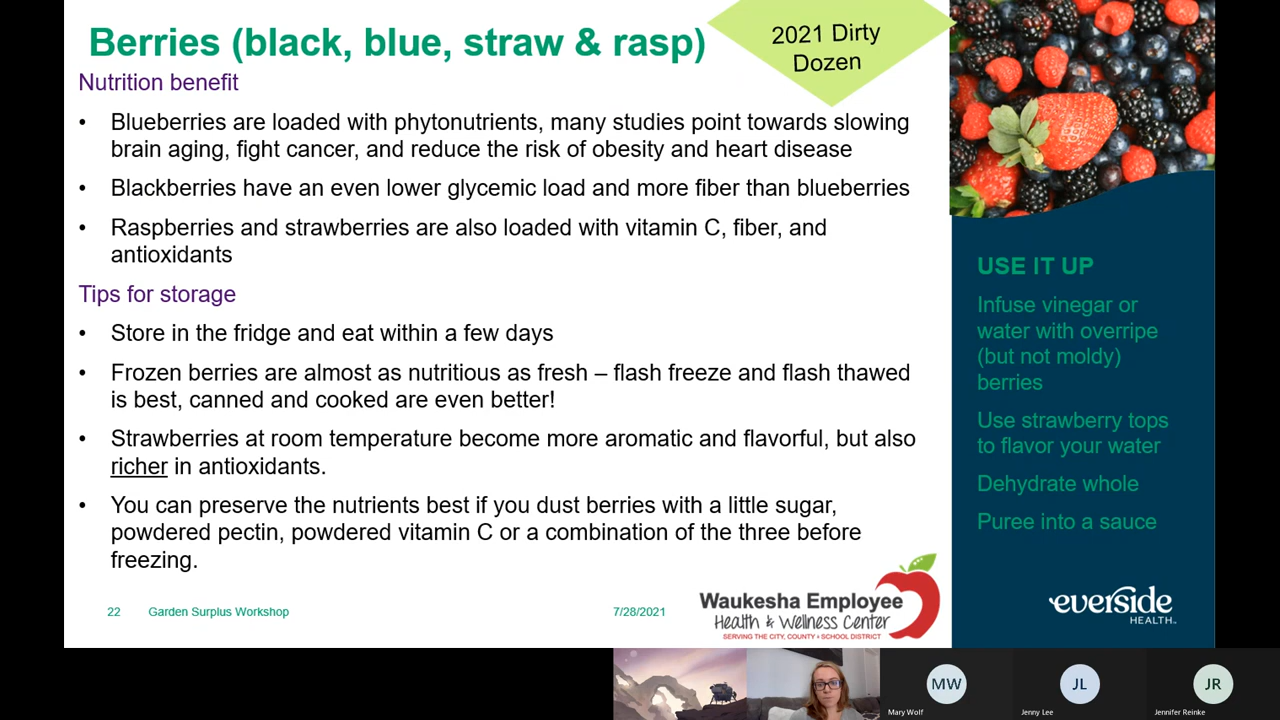 Berries (black, blue, straw & rasp)
2021 Dirty
Dozen
Nutrition benefit
• Blueberries are loaded with phytonutrients, many studies point towards slowing
brain aging, fight cancer, and reduce the risk of obesity and heart disease
• Blackberries have an even lower glycemic load and more fiber than blueberries
• Raspberries and strawberries are also loaded with vitamin C, fiber, and
antioxidants
Tips for storage
• Store in the fridge and eat within a few days
• Frozen berries are almost as nutritious as fresh – flash freeze and flash thawed
is best, canned and cooked are even better!
• Strawberries at room temperature become more aromatic and flavorful, but also
richer in antioxidants.
• You can preserve the nutrients best if you dust berries with a little sugar,
powdered pectin, powdered vitamin C or a combination of the three before
freezing.
22 Garden Surplus Workshop 7/28/2021
Waukesha Employee
Health & Wellness Center
SERVING THE CITY, COUNTY & SCHOOL DISTRICT
USE IT UP
Infuse vinegar or
water with overripe
(but not moldy)
berries
Use strawberry tops
to flavor your water
Dehydrate whole
Puree into a sauce
everside
HEALTH™
MW
Mary Wolf
JL
Jenny Lee
JR
Jennifer Reinke